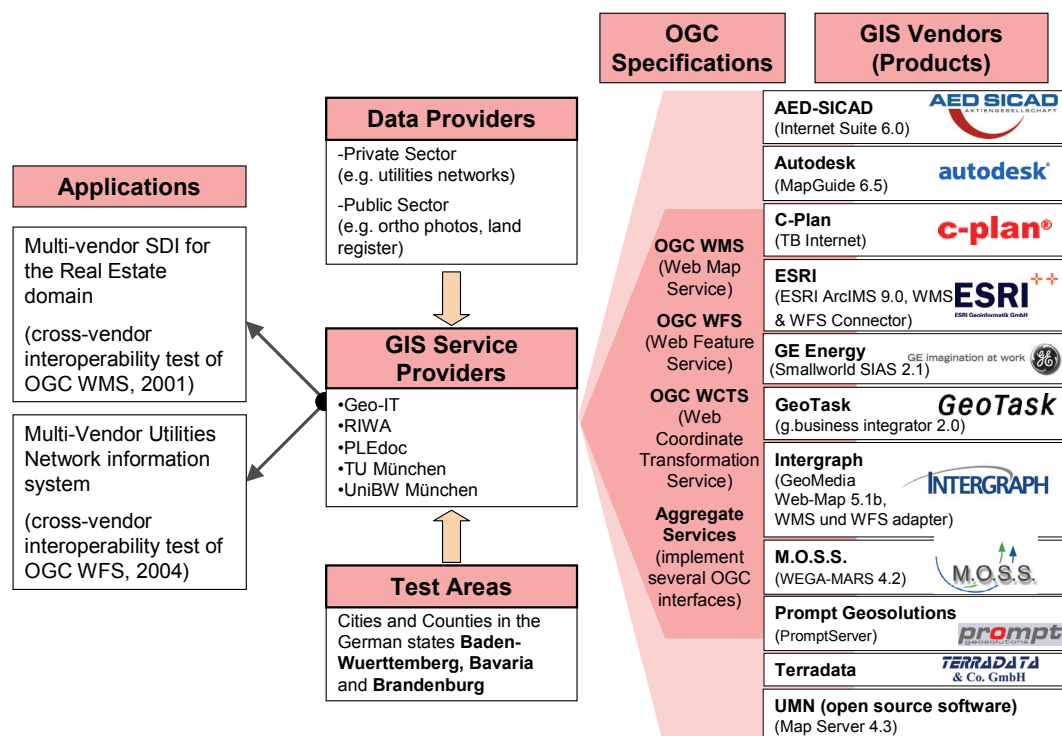 Applications
Multi-vendor SDI for
the Real Estate
domain
(cross-vendor
interoperability test of
OGC WMS, 2001)
Multi-Vendor Utilities
Network information
system
(cross-vendor
interoperability test of
OGC WFS, 2004)
Data Providers
-Private Sector
(e.g. utilities networks)
-Public Sector
(e.g. ortho photos, land
register)
GIS Service
Providers
•Geo-IT
•RIWA
•PLEdoc
•TU München
•UniBW München
Test Areas
Cities and Counties in the
German states Baden-
Wuerttemberg, Bavaria
and Brandenburg
OGC
Specifications
OGC WMS
(Web Map
Service)
OGC WFS
(Web Feature
Service)
OGC WCTS
(Web
Coordinate
Transformation
Service)
Aggregate
Services
(implement
several OGC
interfaces)
GIS Vendors
(Products)
AED-SICAD
(Internet Suite 6.0)
AED SICAD
AKTIENGESELLSCHAFT
Autodesk
(MapGuide 6.5)
autodesk®
C-Plan
(TB Internet)
c-plan®
ESRI
(ESRI ArcIMS 9.0, WMS
& WFS Connector)
ESRI
ESRI Geoinformatik GmbH
GE Energy
(Smallworld SIAS 2.1)
GE imagination at work
GeoTask
(g.business integrator 2.0)
GEOTASK
Intergraph
(GeoMedia
Web-Map 5.1b,
WMS und WFS adapter)
INTERGRAPH
M.O.S.S.
(WEGA-MARS 4.2)
M.O.S.S.
Prompt Geosolutions
(PromptServer)
prompt
geosolutions
Terradata
TERRADATA
& Co. GmbH
UMN (open source software)
(Map Server 4.3)